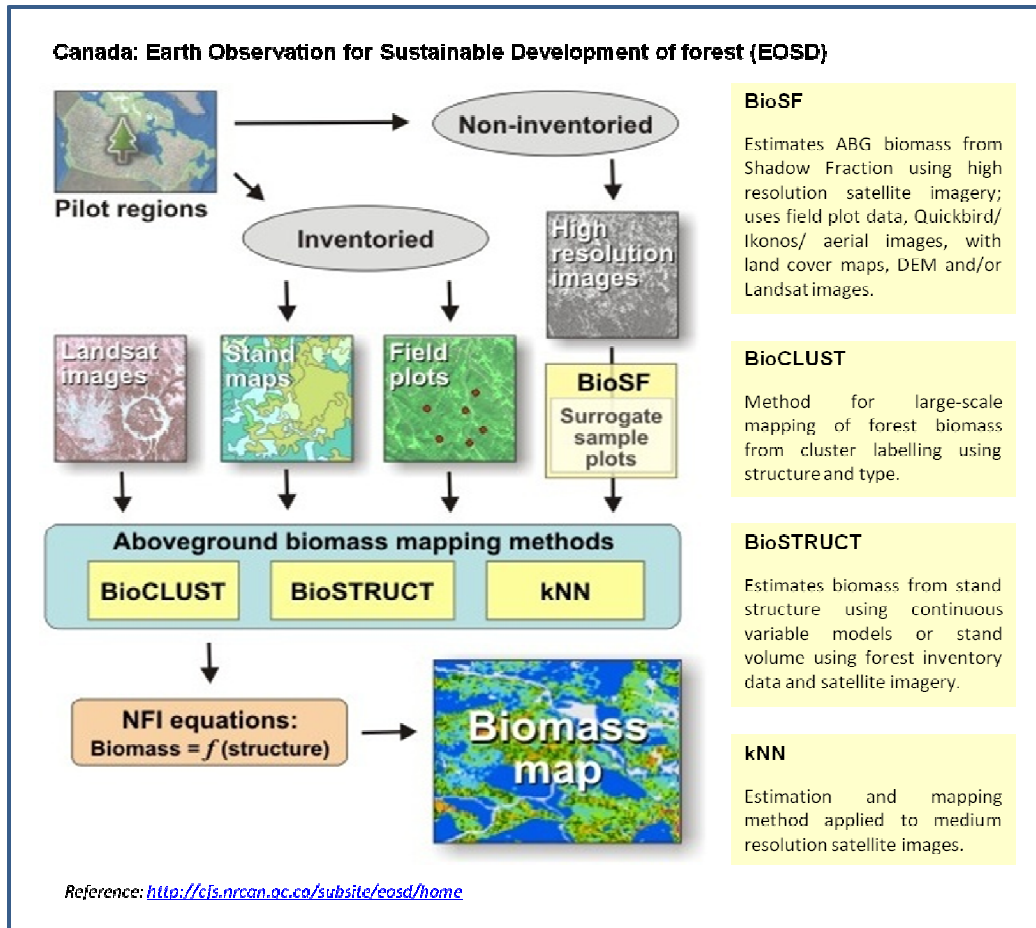 Canada: Earth Observation for Sustainable Development of forest (EOSD)
Pilot regions
Non-inventoried
Inventoried
High
resolution
images
Landsat
images
Stand
maps
Field
plots
BioSF
Surrogate
sample
plots
Aboveground biomass mapping methods
BioCLUST
BioSTRUCT
kNN
NFI equations:
Biomass = f (structure)
Biomass
map
BioSF
Estimates ABG biomass from
Shadow Fraction using high
resolution satellite imagery;
uses field plot data, Quickbird/
Ikonos/ aerial images, with
land cover maps, DEM and/or
Landsat images.
BioCLUST
Method for large-scale
mapping of forest biomass
from cluster labelling using
structure and type.
BioSTRUCT
Estimates biomass from stand
structure using continuous
variable models or stand
volume using forest inventory
data and satellite imagery.
kNN
Estimation and mapping
method applied to medium
resolution satellite images.
Reference: http://cfs.nrcan.gc.ca/subsite/eosd/home